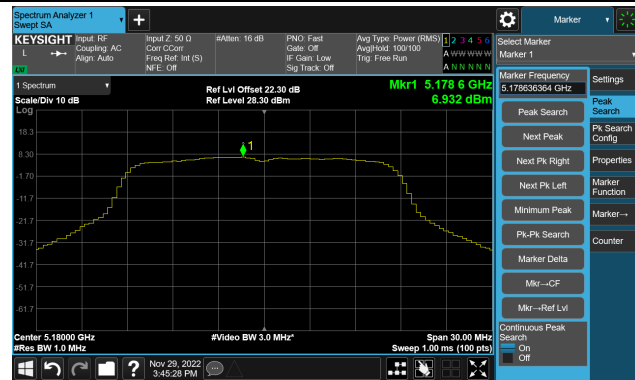 Spectrum Analyzer 1
Swept SA
Marker
KEYSIGHT
L
Input: RF
Coupling: AC
Align: Auto
Input Z: 50 Ω
Corr CCorr
Freq Ref: Int (S)
NFE: Off
#Atten: 16 dB
PNO: Fast
Gate: Off
IF Gain: Low
Sig Track: Off
Avg Type: Power (RMS)
Avg|Hold: 100/100
Trig: Free Run
1 2 3 4 5 6
A W W W W W
A N N N N N
Select Marker
Marker 1
1 Spectrum
Scale/Div 10 dB
Log
Ref Lvl Offset 22.30 dB
Ref Level 28.30 dBm
Mkr1 5.178 6 GHz
6.932 dBm
18.3
8.30
-1.70
-11.7
-21.7
-31.7
-41.7
-51.7
-61.7
1
Center 5.18000 GHz
#Res BW 1.0 MHz
#Video BW 3.0 MHz*
Span 30.00 MHz
Sweep 1.00 ms (100 pts)
Marker Frequency
5.178636364 GHz
Peak Search
Next Peak
Next Pk Right
Next Pk Left
Minimum Peak
Pk-Pk Search
Marker Delta
Mkr→CF
Mkr→Ref Lvl
Continuous Peak
Search
On
Off
Settings
Peak
Search
Pk Search
Config
Properties
Marker
Function
Marker→
Counter
?
Nov 29, 2022
3:45:28 PM